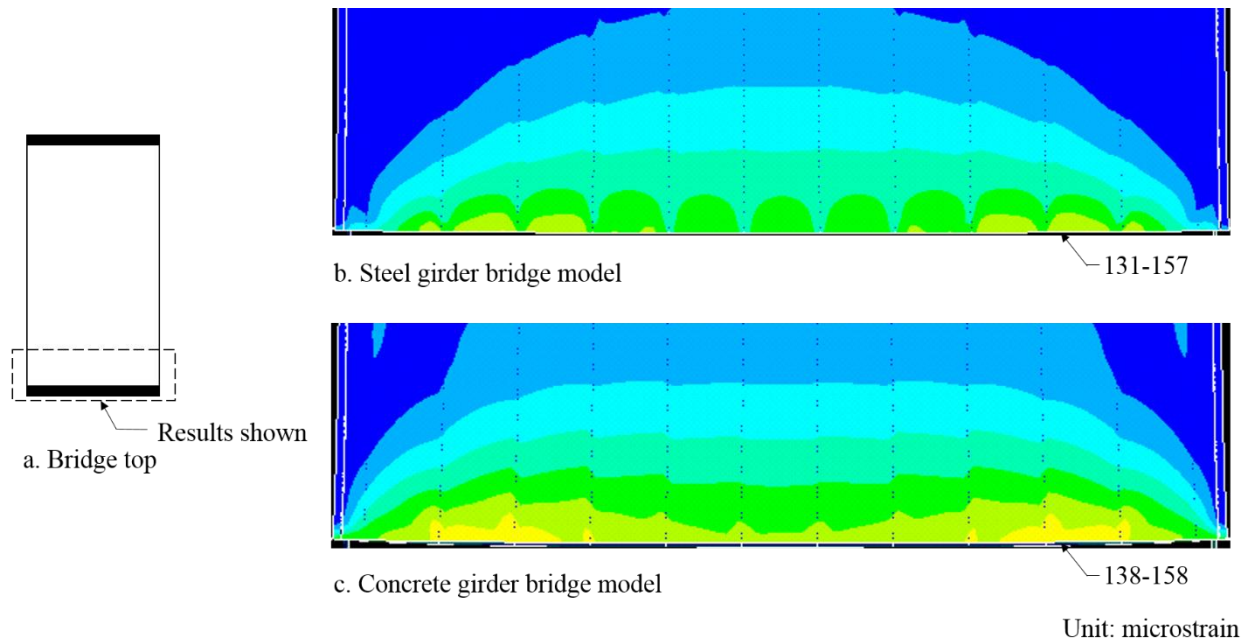 Results shown
a. Bridge top
131-157
b. Steel girder bridge model
138-158
c. Concrete girder bridge model
Unit: microstrain